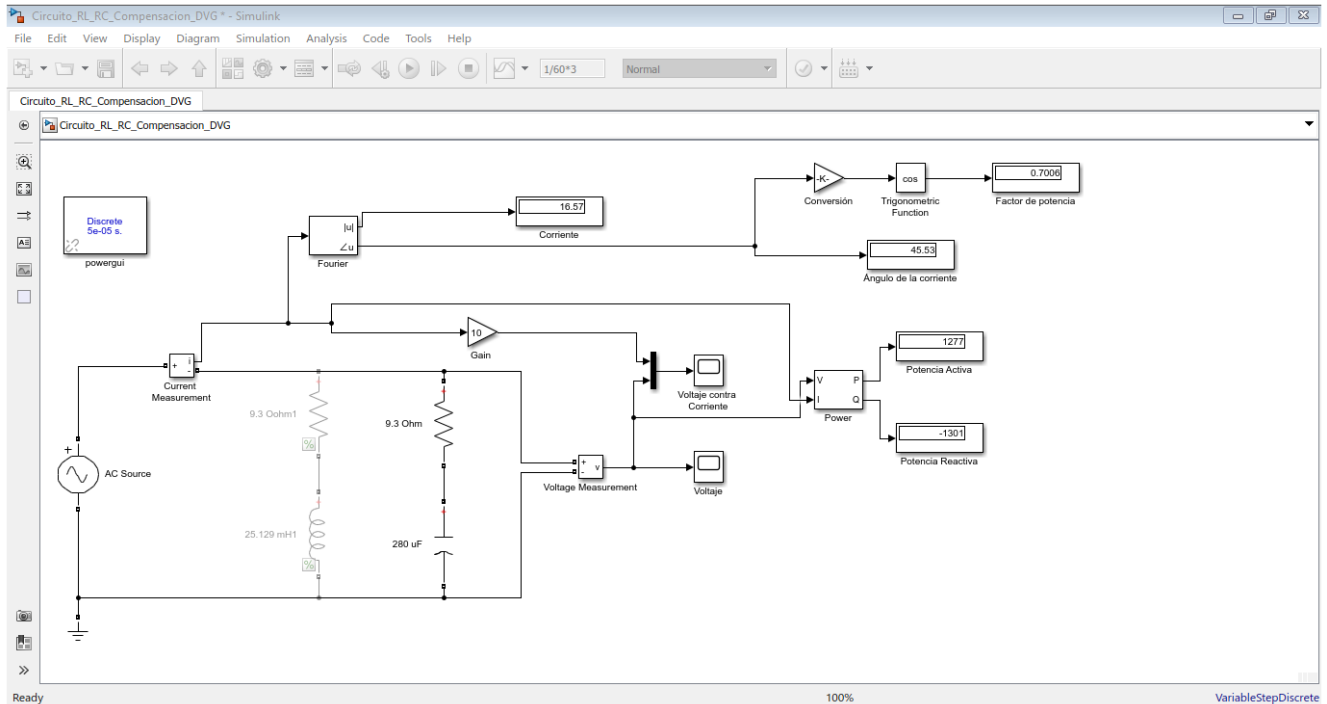 Circuito_RL_RC_Compensacion_DVG * - Simulink
File Edit View Display Diagram Simulation Analysis Code Tools Help
1/60*3
Normal
Circuito_RL_RC_Compensacion_DVG
Circuito_RL_RC_Compensacion_DVG
Discrete
5e-05 s.
powergui
|u|
∠u
Fourier
16.57
Corriente
-K-
Conversión
cos
Trigonometric
Function
0.7006
Factor de potencia
45.53
Ángulo de la corriente
10
Gain
+
-
i
Current
Measurement
9.3 Oohm1
%
9.3 Ohm
Voltaje contra
Corriente
V
I
P
Q
Power
1277
Potencia Activa
-1301
Potencia Reactiva
+
AC Source
+
-
v
Voltage Measurement
Voltaje
25.129 mH1
%
280 uF
Ready
100%
VariableStepDiscrete